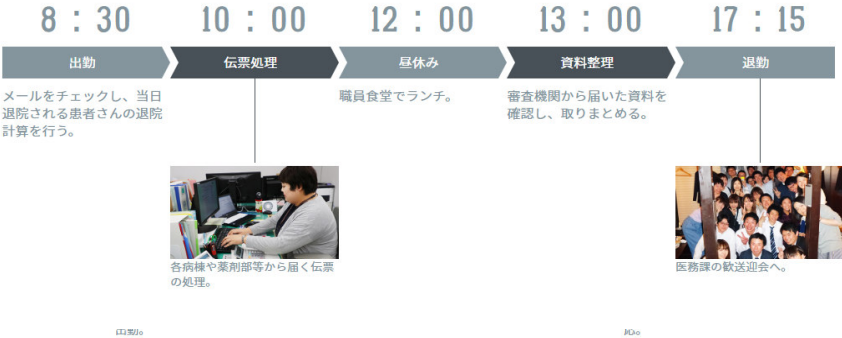 8:30
10:00
12:00
13:00
17:15
出勤
伝票処理
昼休み
資料整理
退勤
メールをチェックし、当日
退院される患者さんの退院
計算を行う。
職員食堂でランチ。
審査機関から届いた資料を
確認し、取りまとめる。
各病棟や薬剤部等から届く伝票
の処理。
医務課の歓送迎会へ。